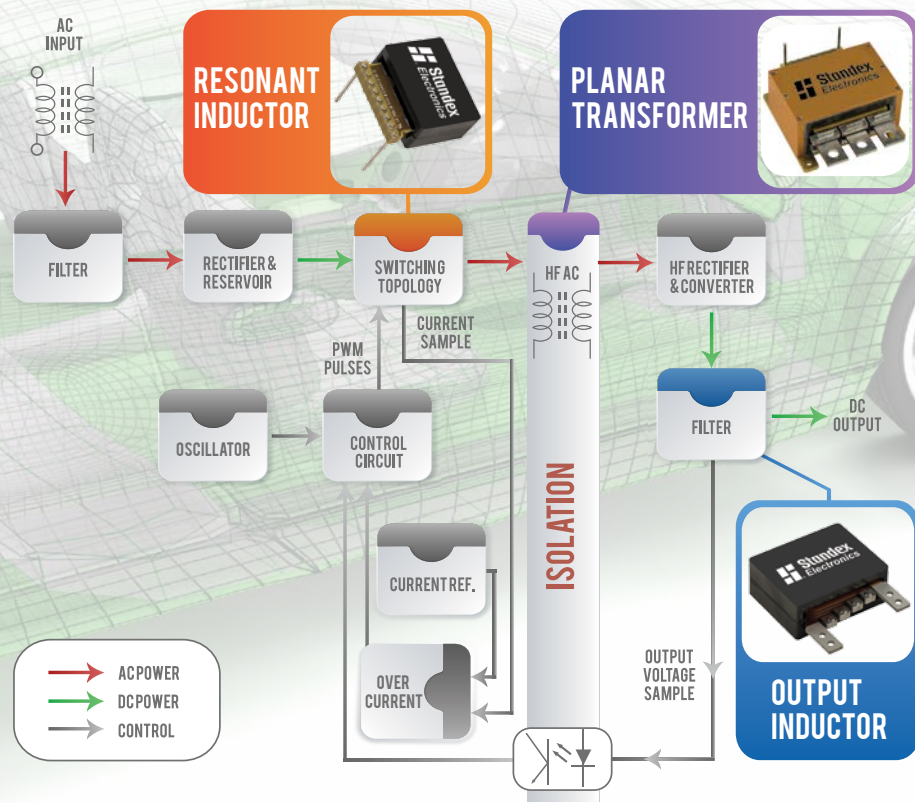 AC
INPUT
RESONANT
INDUCTOR
Standex
Electronics
PLANAR
TRANSFORMER
Standex
Electronics
FILTER
RECTIFIER &
RESERVOIR
SWITCHING
TOPOLOGY
HF AC
HF RECTIFIER
& CONVERTER
PWM
PULSES
CURRENT
SAMPLE
OSCILLATOR
CONTROL
CIRCUIT
FILTER
DC
OUTPUT
ISOLATION
CURRENT REF.
OVER
CURRENT
OUTPUT
VOLTAGE
SAMPLE
Standex
Electronics
OUTPUT
INDUCTOR
AC POWER
DC POWER
CONTROL